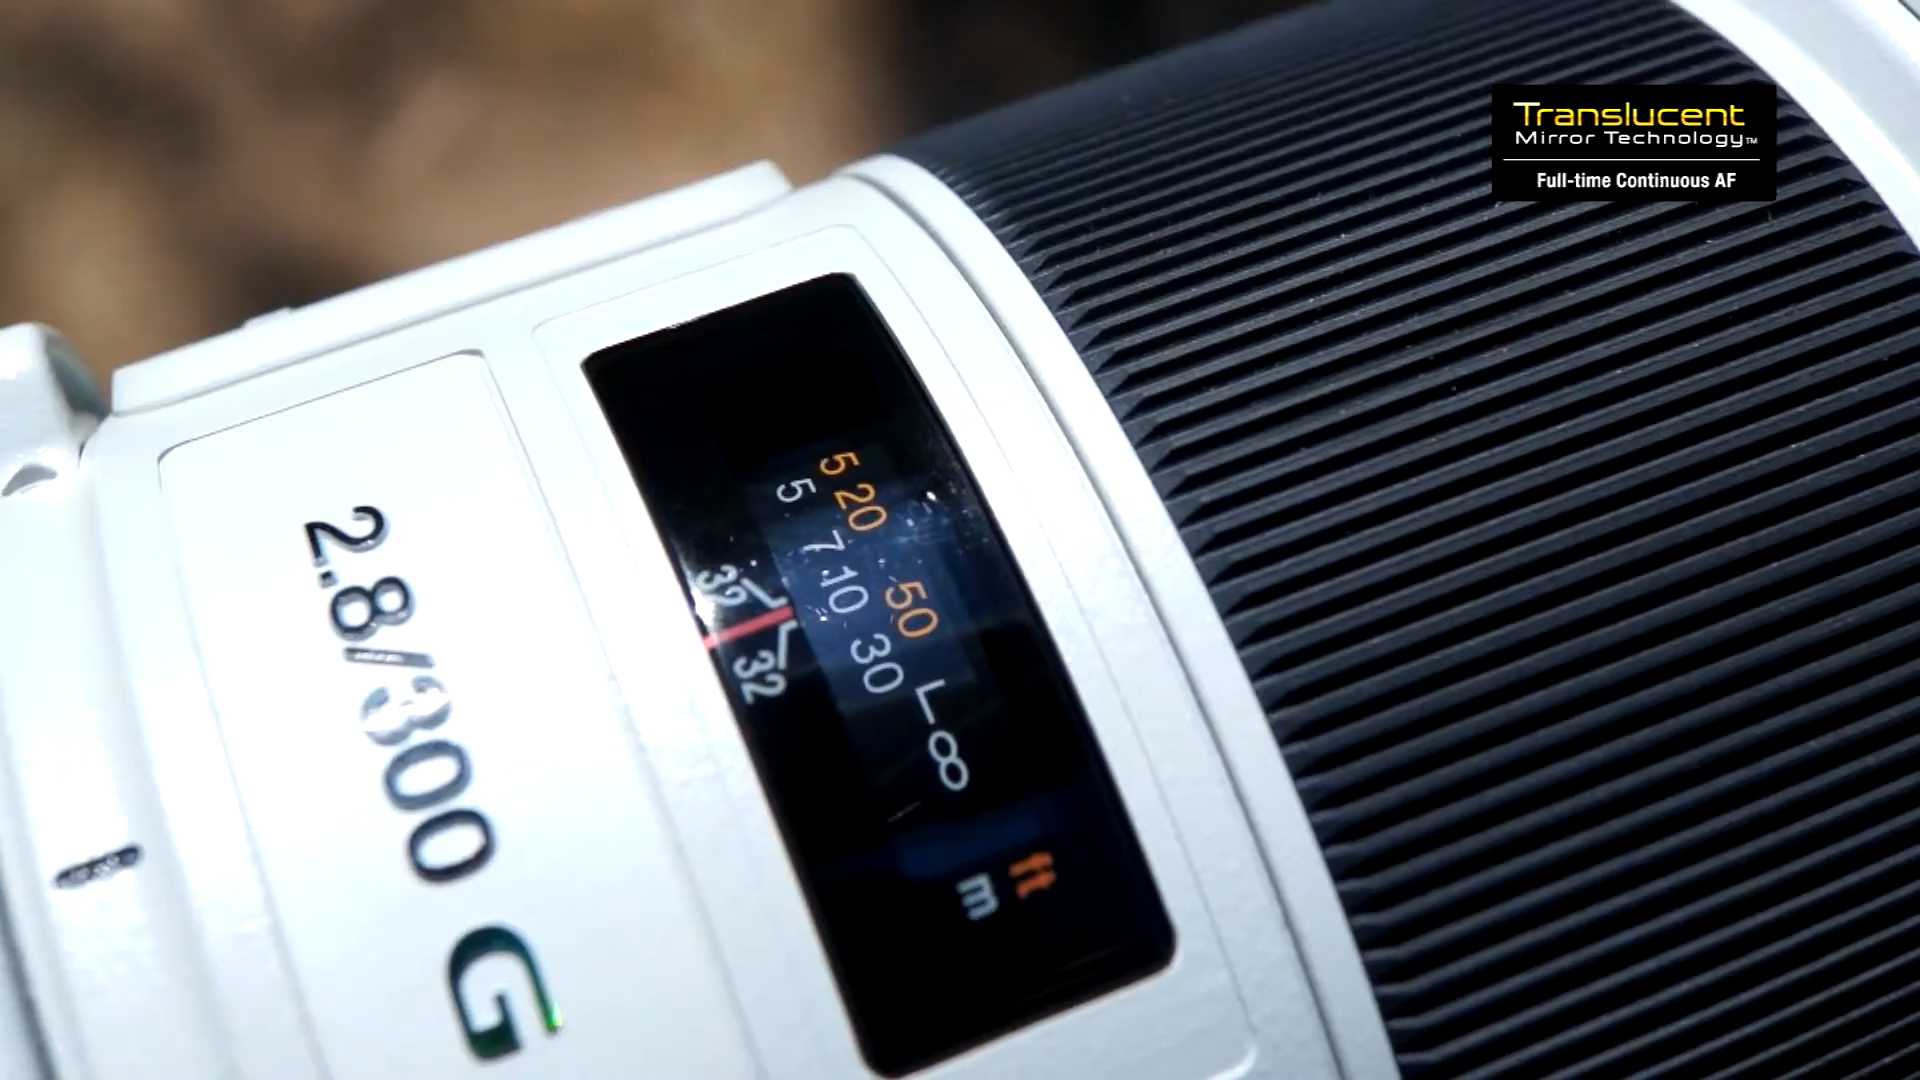 Translucent
Mirror Technology™
Full-time Continuous AF
5 20 50
5 7 10 30 ∞
32 32
ft
m
2.8/300 G